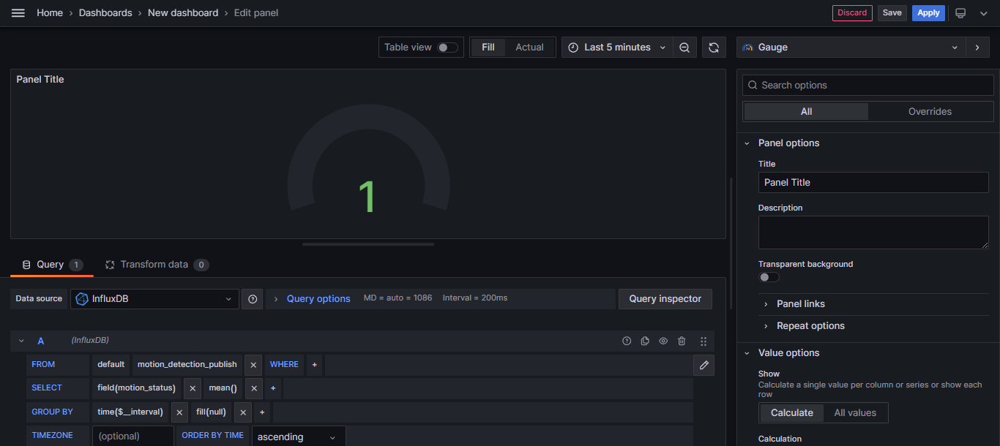 Home › Dashboards › New dashboard › Edit panel
Discard Save Apply
Table view Fill Actual Last 5 minutes
Gauge
Panel Title
1
Search options
All Overrides
Panel options
Title
Panel Title
Description
Transparent background
Panel links
Repeat options
Value options
Show
Calculate a single value per column or series or show each
row
Calculate All values
Calculation
Query 1 Transform data 0
Data source InfluxDB Query options MD = auto = 1086 Interval = 200ms Query inspector
A (InfluxDB)
FROM default motion_detection_publish × WHERE +
SELECT field(motion_status) × mean() × +
GROUP BY time($__interval) × fill(null) × +
TIMEZONE (optional) ORDER BY TIME ascending